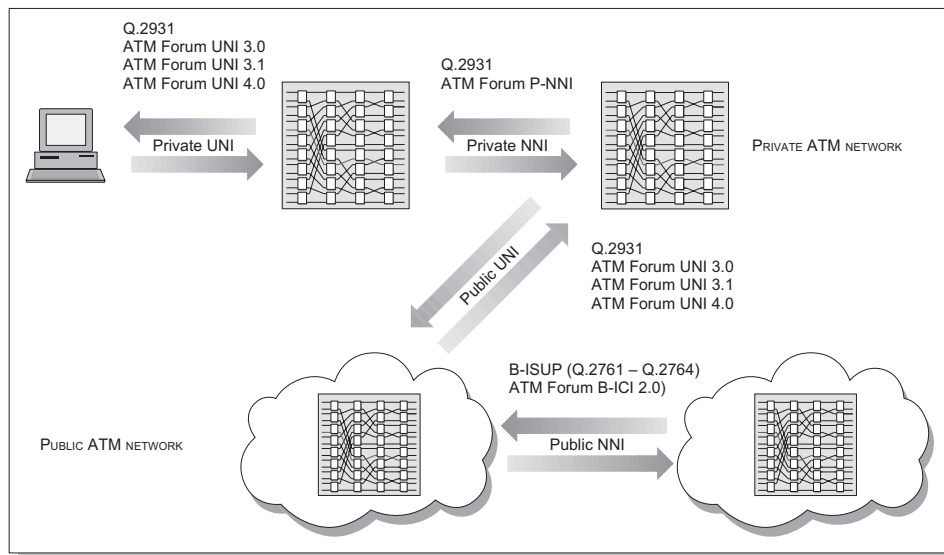 Q.2931
ATM Forum UNI 3.0
ATM Forum UNI 3.1
ATM Forum UNI 4.0
Private UNI
Q.2931
ATM Forum P-NNI
Private NNI
PRIVATE ATM NETWORK
Public UNI
Q.2931
ATM Forum UNI 3.0
ATM Forum UNI 3.1
ATM Forum UNI 4.0
B-ISUP (Q.2761 – Q.2764)
ATM Forum B-ICI 2.0)
Public NNI
PUBLIC ATM NETWORK